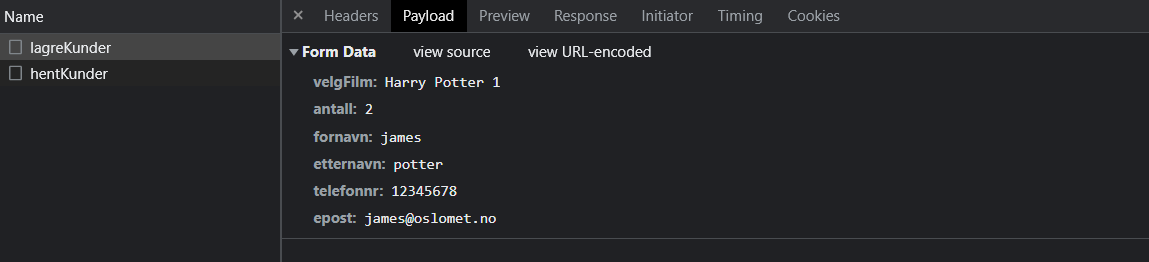 Name
lagreKunder
hentKunder
× Headers Payload Preview Response Initiator Timing Cookies
▼Form Data view source view URL-encoded
velgFilm: Harry Potter 1
antall: 2
fornavn: james
etternavn: potter
telefonnr: 12345678
epost: james@oslomet.no